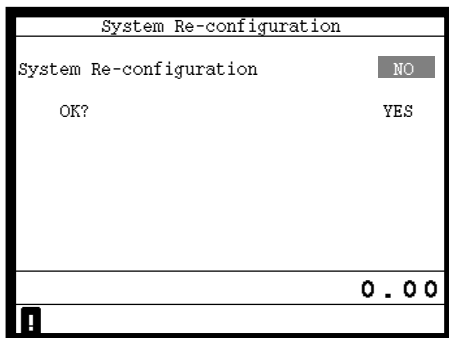 System Re-configuration
System Re-configuration NO
OK? YES
0.00
!